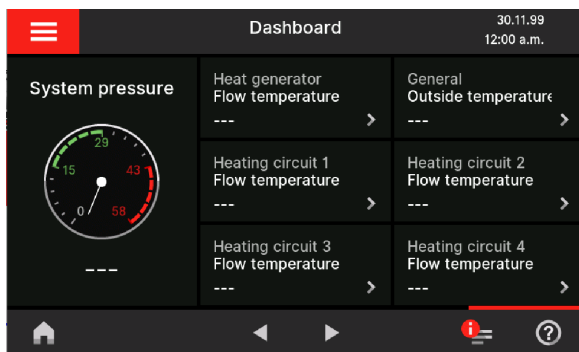 Dashboard
30.11.99
12:00 a.m.
System pressure
29
15
43
0
58
---
Heat generator
Flow temperature
---
General
Outside temperature
---
Heating circuit 1
Flow temperature
---
Heating circuit 2
Flow temperature
---
Heating circuit 3
Flow temperature
---
Heating circuit 4
Flow temperature
---
i
?